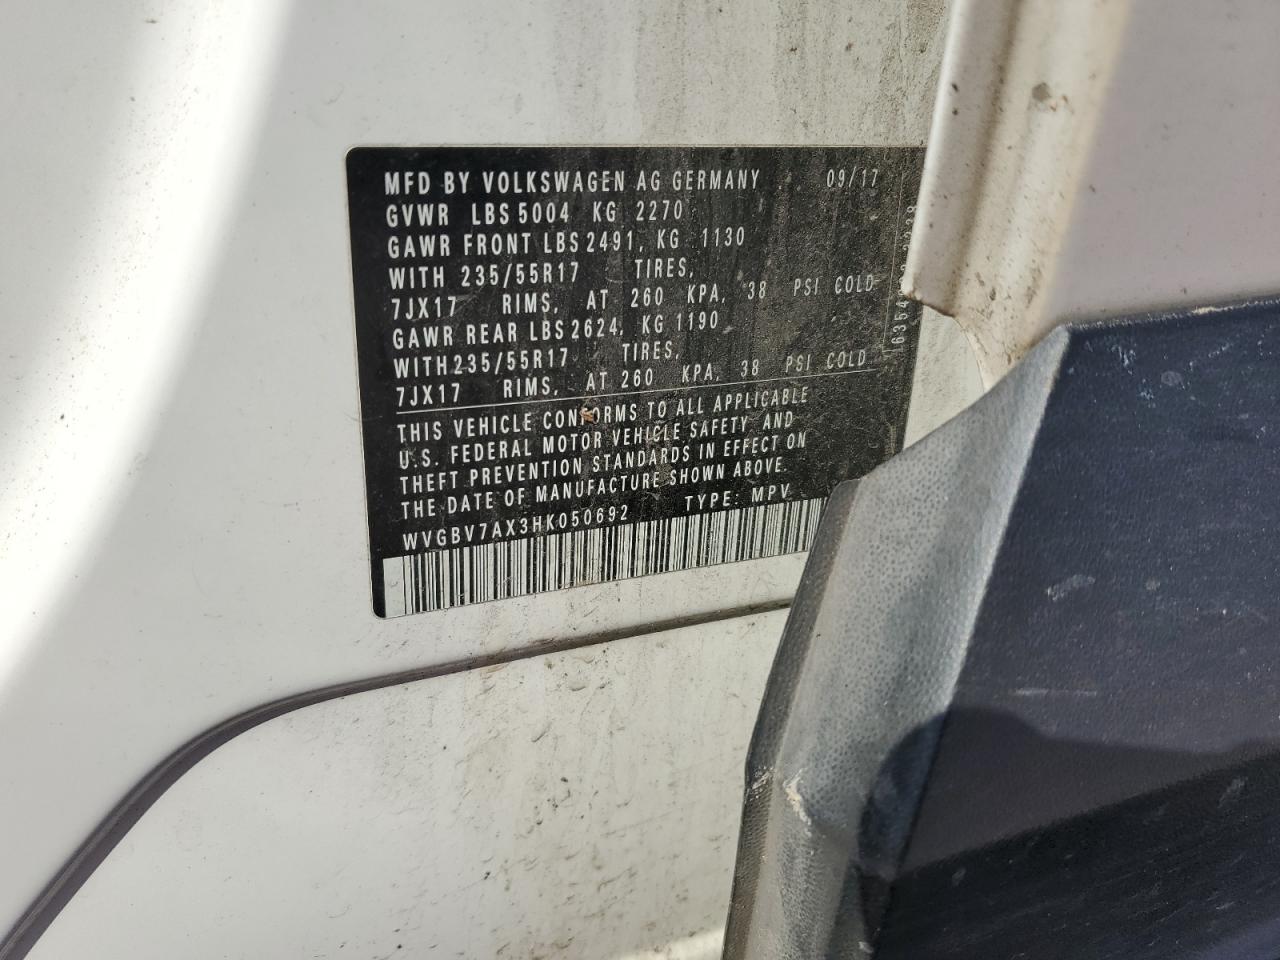 MFD BY VOLKSWAGEN AG GERMANY 09/17
GVWR LBS 5004 KG 2270
GAWR FRONT LBS 2491, KG 1130
WITH 235/55R17 TIRES,
7JX17 RIMS, AT 260 KPA, 38 PSI COLD
GAWR REAR LBS 2624, KG 1190
WITH 235/55R17 TIRES,
7JX17 RIMS, AT 260 KPA, 38 PSI COLD
THIS VEHICLE CONFORMS TO ALL APPLICABLE
U.S. FEDERAL MOTOR VEHICLE SAFETY AND
THEFT PREVENTION STANDARDS IN EFFECT ON
THE DATE OF MANUFACTURE SHOWN ABOVE.
WVGBV7AX3HK050692 TYPE: MPV